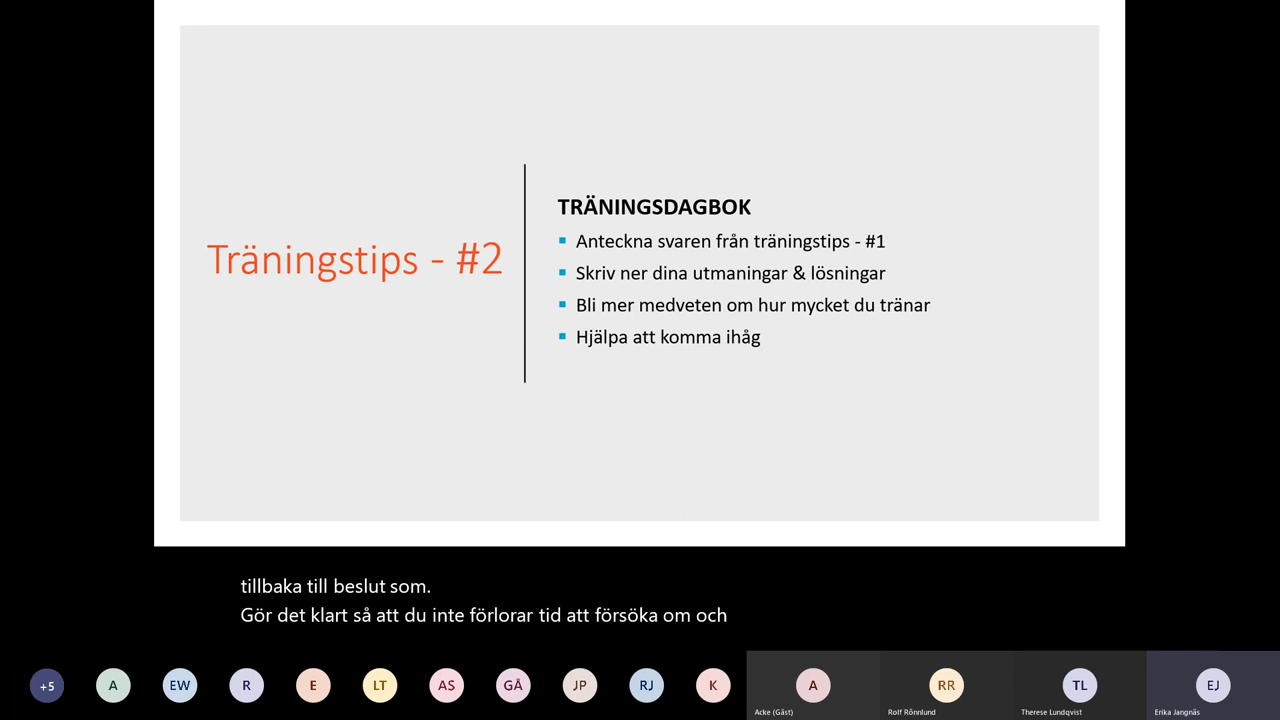 Träningstips - #2
TRÄNINGSDAGBOK
Anteckna svaren från träningstips - #1
Skriv ner dina utmaningar & lösningar
Bli mer medveten om hur mycket du tränar
Hjälpa att komma ihåg
tillbaka till beslut som.
Gör det klart så att du inte förlorar tid att försöka om och
+5 A EW R E LT AS GÅ JP RJ K A RR TL EJ
Acke (Gäst) Rolf Rönnlund Therese Lundqvist Erika Jangnäs